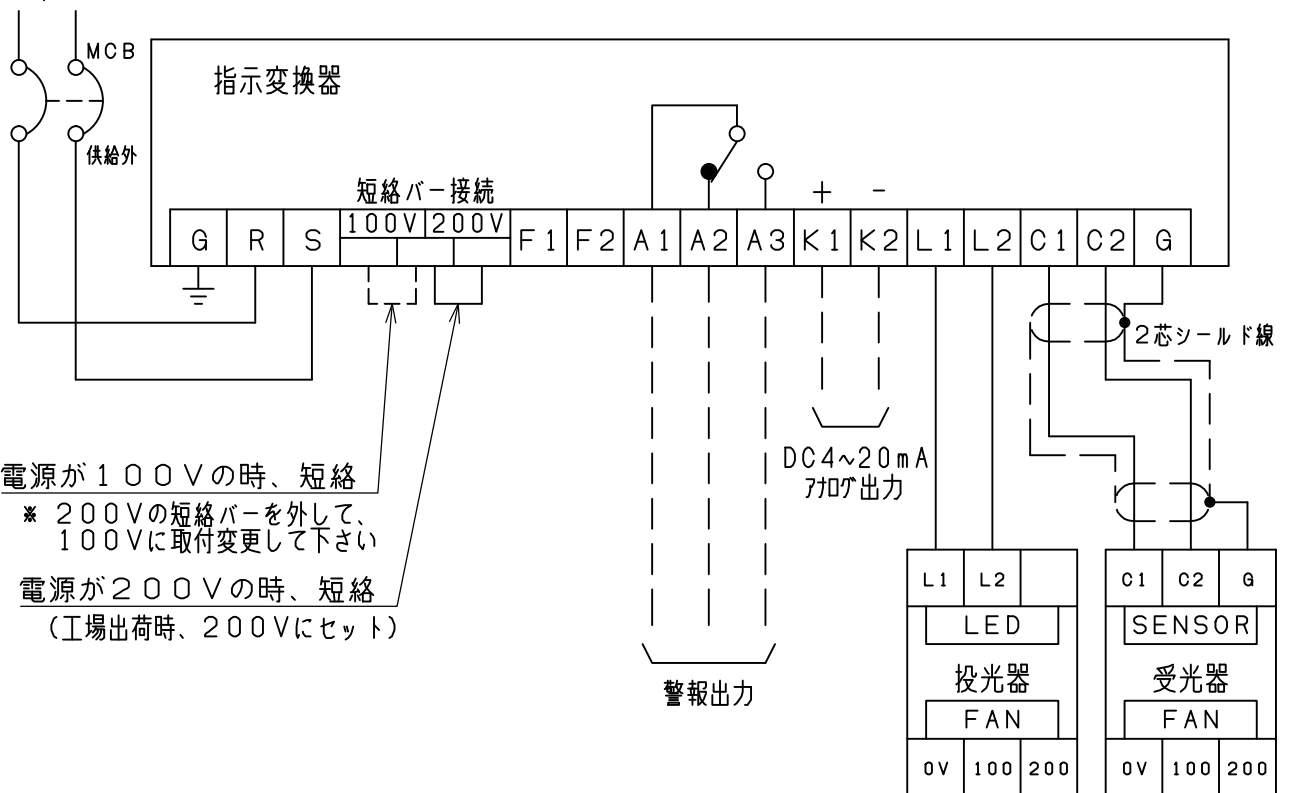 MCB
指示変換器
供給外
短絡バー接続
+ -
100V 200V
G R S F1 F2 A1 A2 A3 K1 K2 L1 L2 C1 C2 G
2芯シールド線
DC4~20mA
アナログ出力
電源が100Vの時、短絡
※ 200Vの短絡バーを外して、
100Vに取付変更して下さい
電源が200Vの時、短絡
(工場出荷時、200Vにセット)
警報出力
L1 L2
C1 C2 G
LED
SENSOR
投光器
受光器
FAN
FAN
0V 100 200
0V 100 200